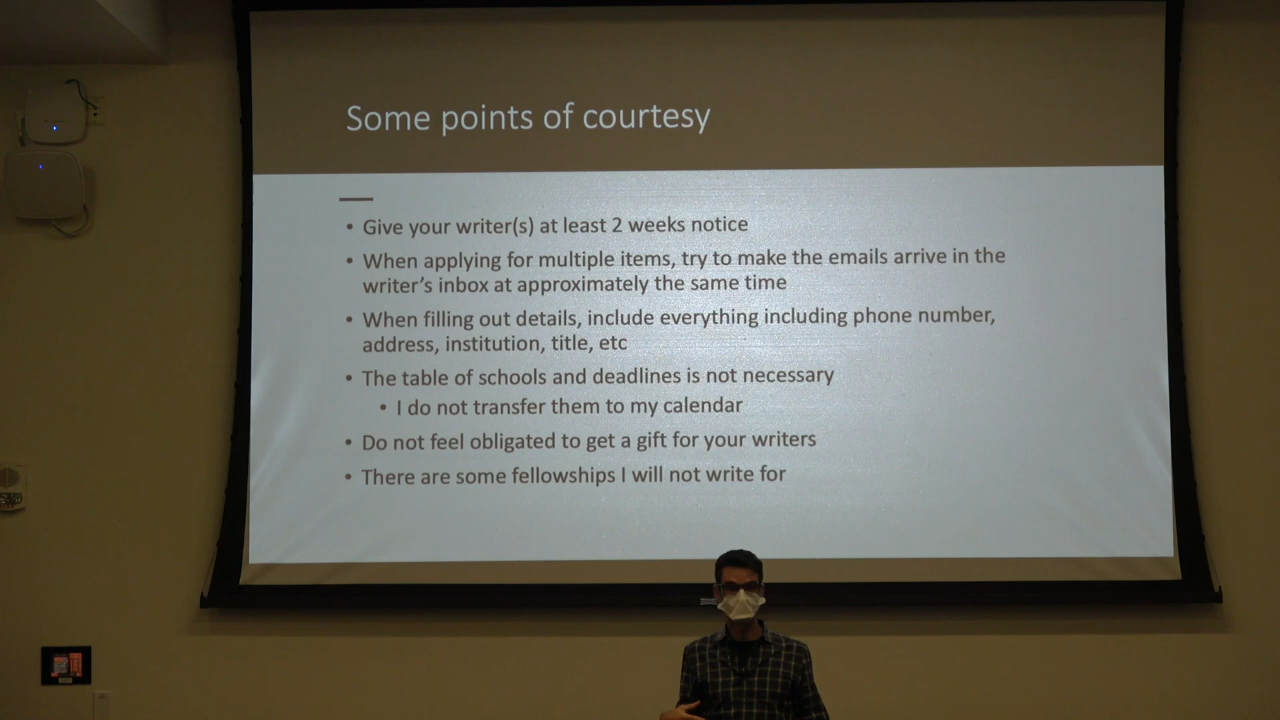 Some points of courtesy
• Give your writer(s) at least 2 weeks notice
• When applying for multiple items, try to make the emails arrive in the
writer's inbox at approximately the same time
• When filling out details, include everything including phone number,
address, institution, title, etc
• The table of schools and deadlines is not necessary
• I do not transfer them to my calendar
• Do not feel obligated to get a gift for your writers
• There are some fellowships I will not write for